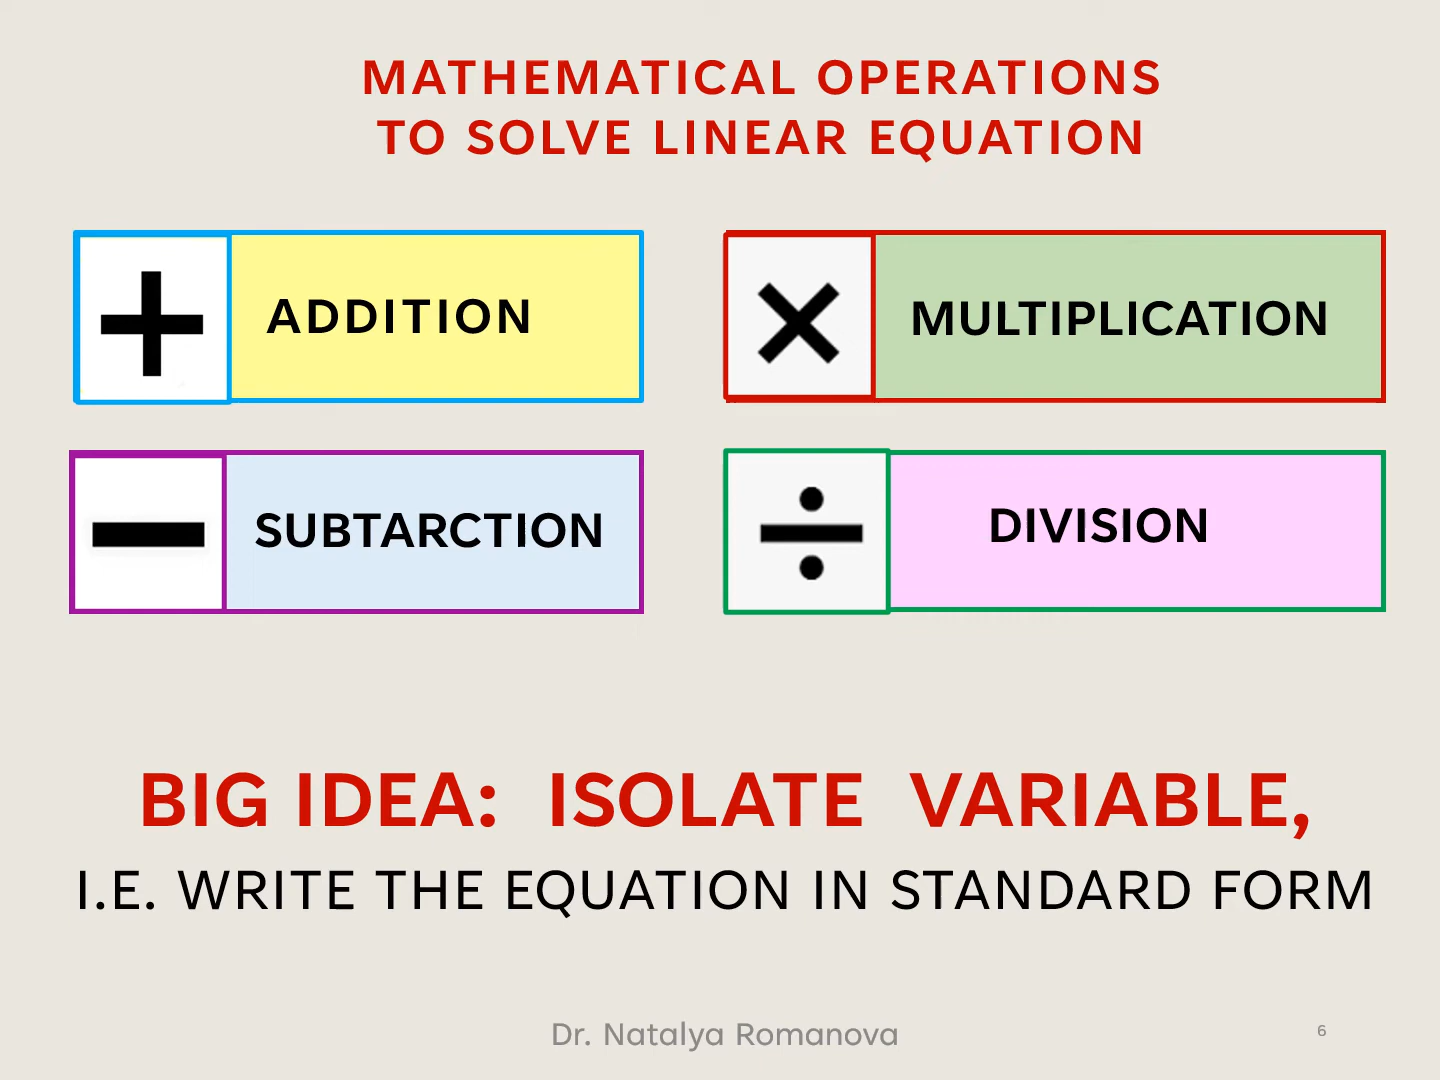 MATHEMATICAL OPERATIONS
TO SOLVE LINEAR EQUATION
+ ADDITION
× MULTIPLICATION
− SUBTARCTION
÷ DIVISION
BIG IDEA: ISOLATE VARIABLE,
I.E. WRITE THE EQUATION IN STANDARD FORM
Dr. Natalya Romanova
6